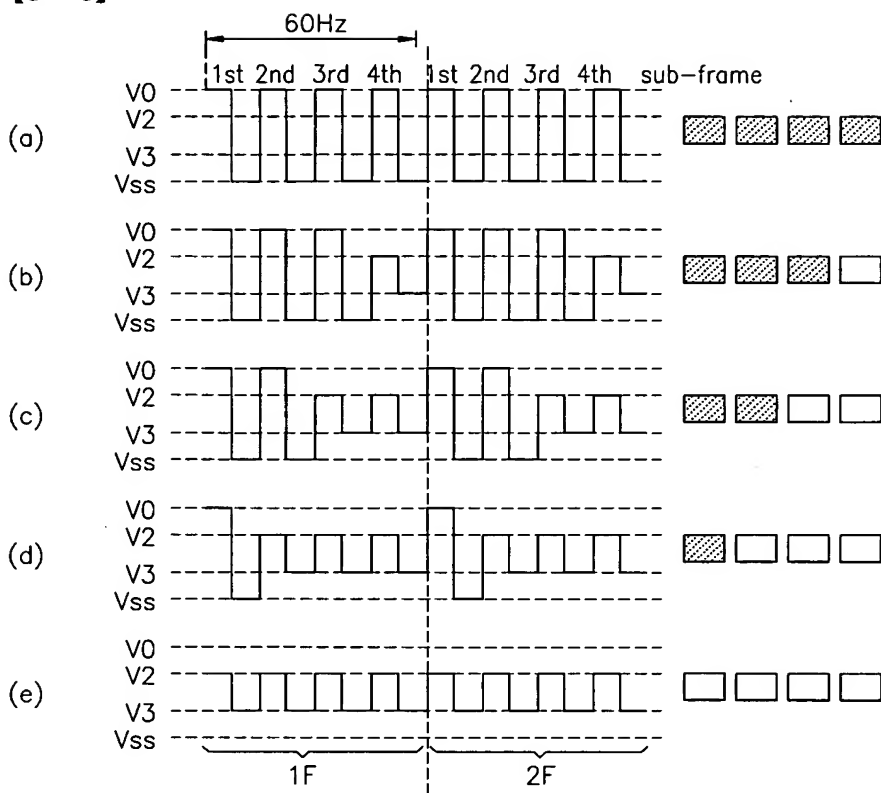 60Hz
1st 2nd 3rd 4th 1st 2nd 3rd 4th sub-frame
(a)
V0
V2
V3
Vss
(b)
V0
V2
V3
Vss
(c)
V0
V2
V3
Vss
(d)
V0
V2
V3
Vss
(e)
V0
V2
V3
Vss
1F 2F